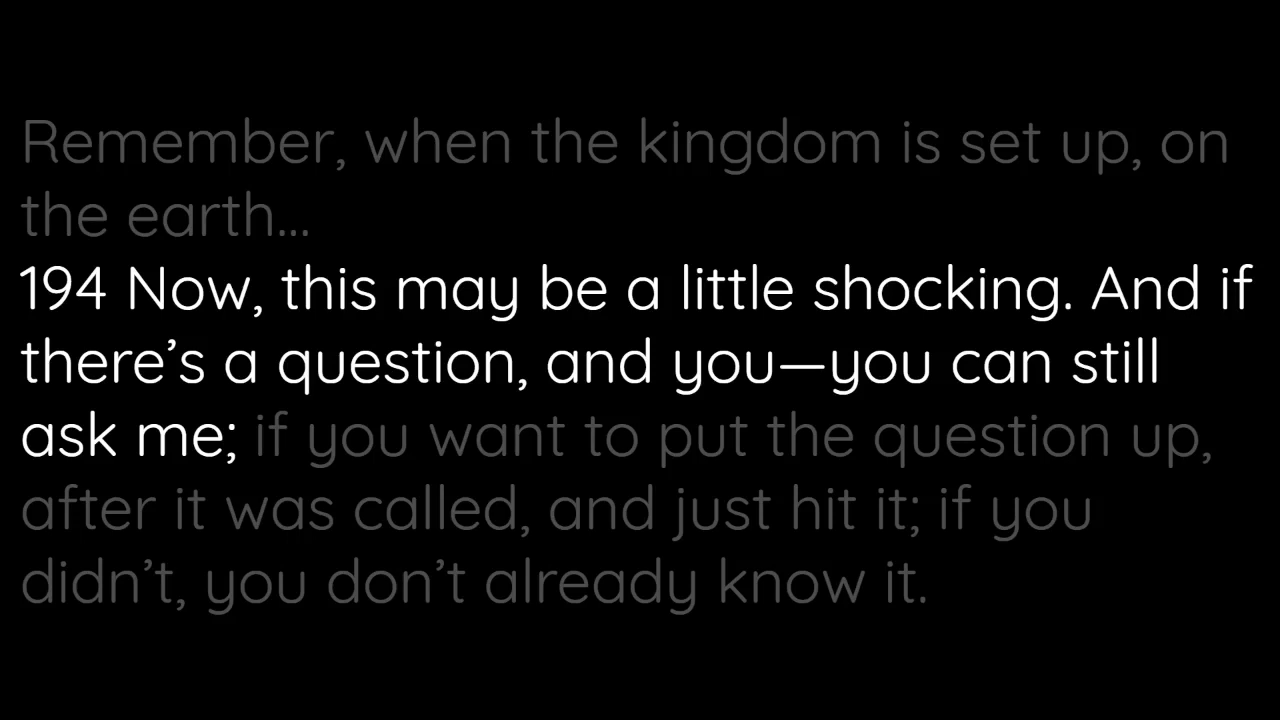 Remember, when the kingdom is set up, on
the earth...
194 Now, this may be a little shocking. And if
there’s a question, and you—you can still
ask me; if you want to put the question up,
after it was called, and just hit it; if you
didn’t, you don’t already know it.